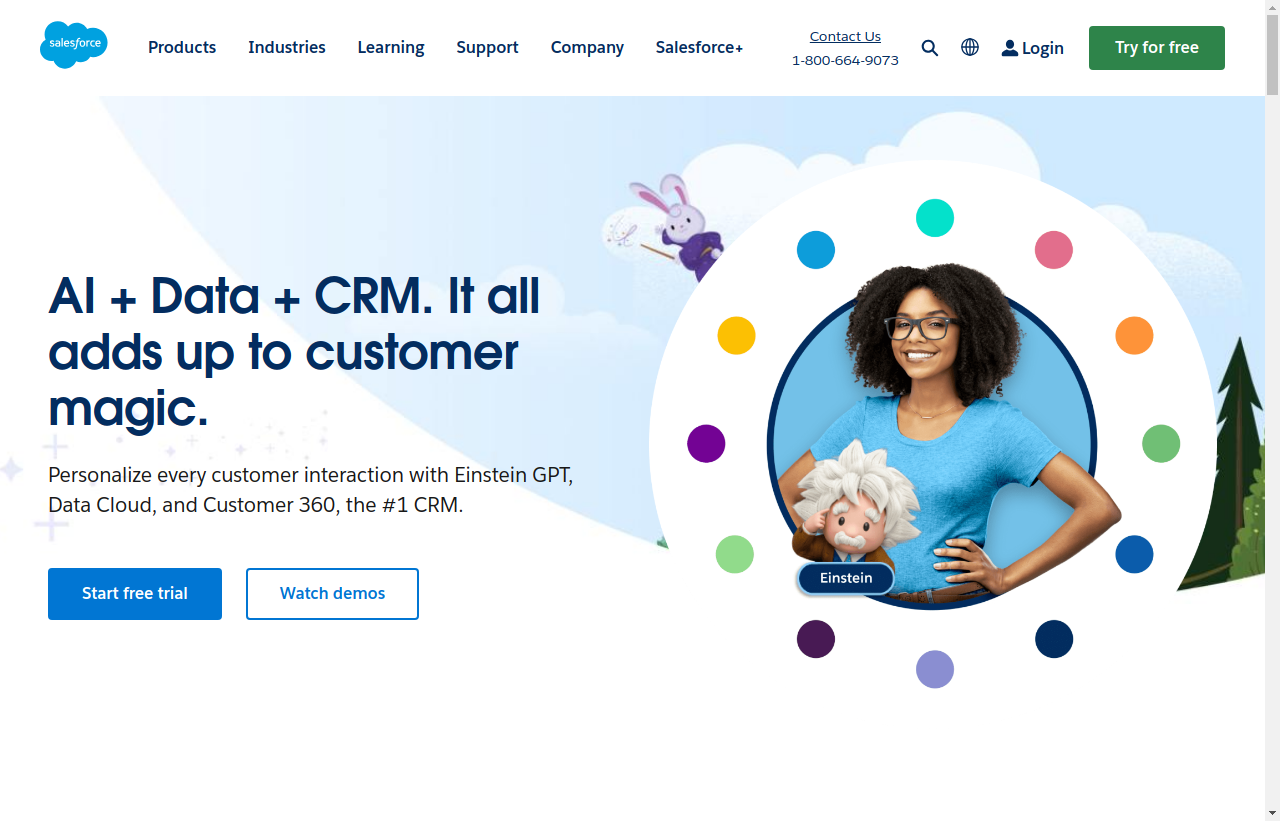 salesforce
Products
Industries
Learning
Support
Company
Salesforce+
Contact Us
1-800-664-9073
Login
Try for free
AI + Data + CRM. It all
adds up to customer
magic.
Personalize every customer interaction with Einstein GPT,
Data Cloud, and Customer 360, the #1 CRM.
Start free trial
Watch demos
Einstein